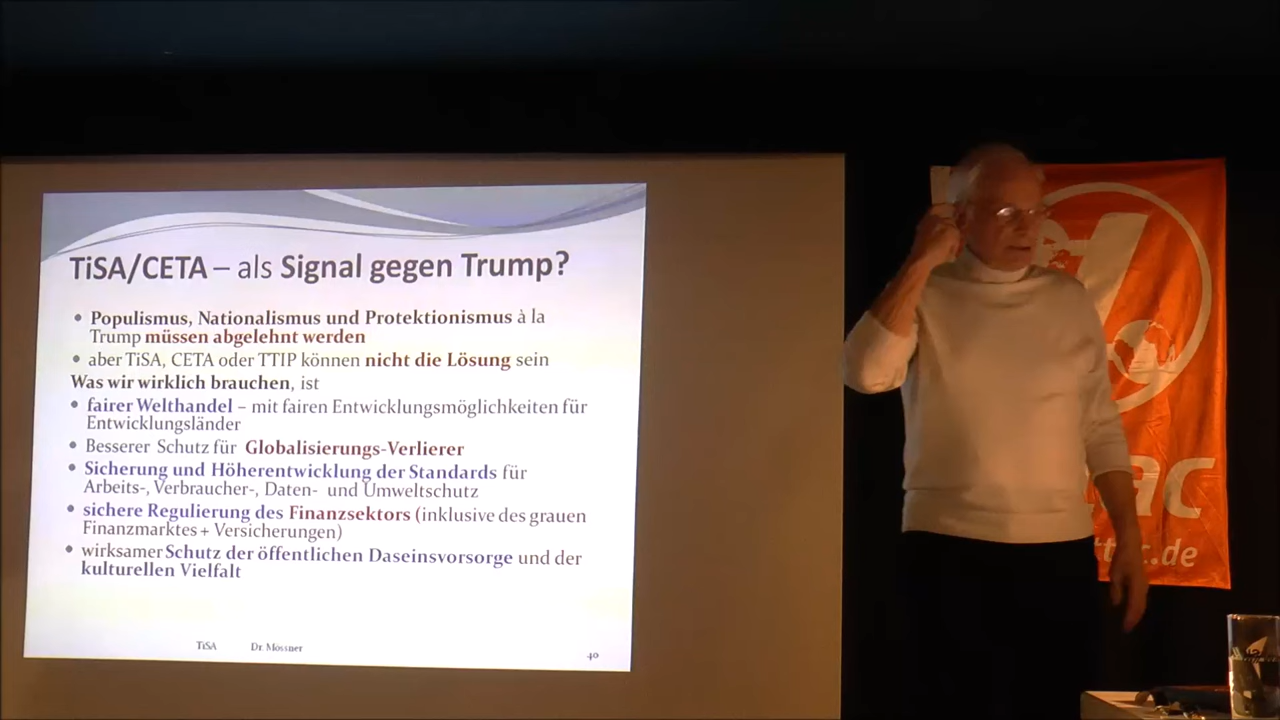 TiSA/CETA – als Signal gegen Trump?
• Populismus, Nationalismus und Protektionismus à la
Trump müssen abgelehnt werden
• aber TiSA, CETA oder TTIP können nicht die Lösung sein
Was wir wirklich brauchen, ist
• fairer Welthandel – mit fairen Entwicklungsmöglichkeiten für
Entwicklungsländer
• Besserer Schutz für Globalisierungs-Verlierer
• Sicherung und Höherentwicklung der Standards für
Arbeits-, Verbraucher-, Daten- und Umweltschutz
• sichere Regulierung des Finanzsektors (inklusive des grauen
Finanzmarktes + Versicherungen)
• wirksamer Schutz der öffentlichen Daseinsvorsorge und der
kulturellen Vielfalt
TiSA Dr. Mössner 40
ac
.de